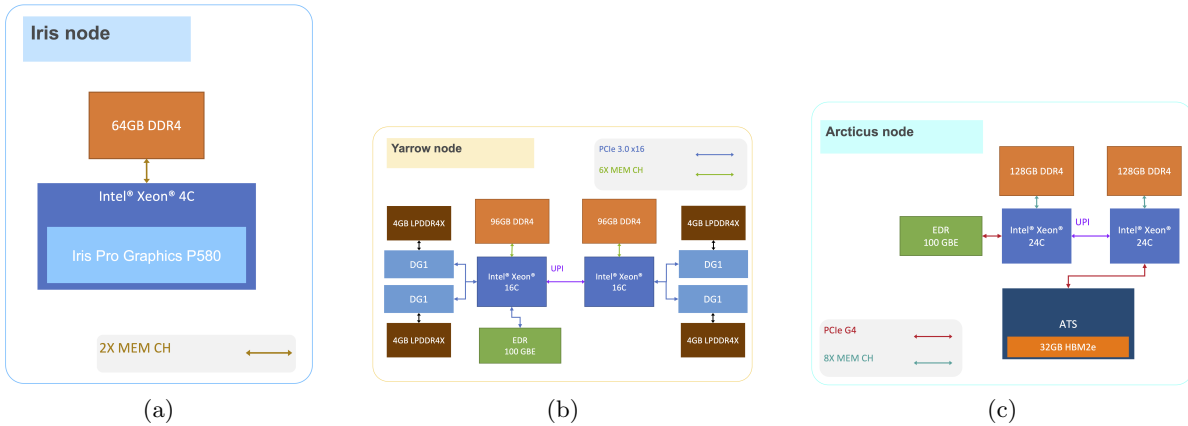 Iris node
64GB DDR4
Intel® Xeon® 4C
Iris Pro Graphics P580
2X MEM CH
(a)
Yarrow node
PCIe 3.0 x16
6X MEM CH
4GB LPDDR4X
96GB DDR4
96GB DDR4
4GB LPDDR4X
DG1
Intel® Xeon®
16C
UPI
Intel® Xeon®
16C
DG1
DG1
DG1
4GB LPDDR4X
EDR
100 GBE
4GB LPDDR4X
(b)
Arcticus node
128GB DDR4
128GB DDR4
EDR
100 GBE
Intel® Xeon®
24C
UPI
Intel® Xeon®
24C
ATS
32GB HBM2e
PCIe G4
8X MEM CH
(c)